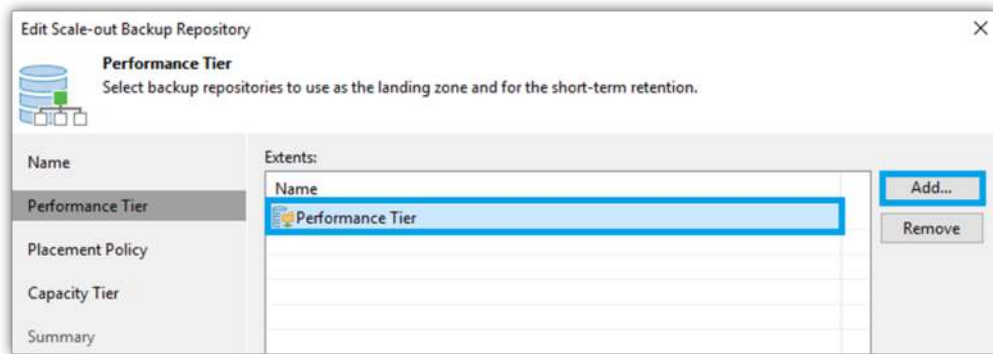 Edit Scale-out Backup Repository
Performance Tier
Select backup repositories to use as the landing zone and for the short-term retention.
Name
Performance Tier
Placement Policy
Capacity Tier
Summary
Extents:
Name
Performance Tier
Add...
Remove